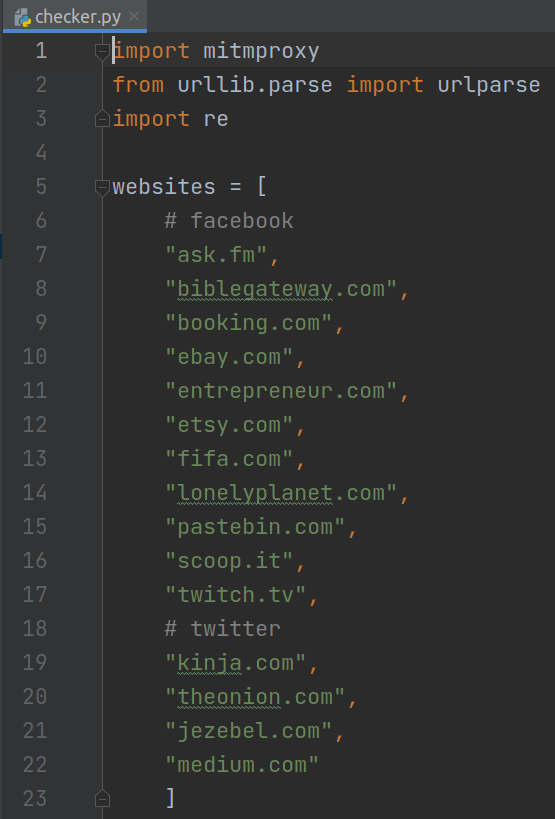 checker.py
1 import mitmproxy
2 from urllib.parse import urlparse
3 import re
4
5 websites = [
6     # facebook
7     "ask.fm",
8     "biblegateway.com",
9     "booking.com",
10     "ebay.com",
11     "entrepreneur.com",
12     "etsy.com",
13     "fifa.com",
14     "lonelyplanet.com",
15     "pastebin.com",
16     "scoop.it",
17     "twitch.tv",
18     # twitter
19     "kinja.com",
20     "theonion.com",
21     "jezebel.com",
22     "medium.com"
23     ]